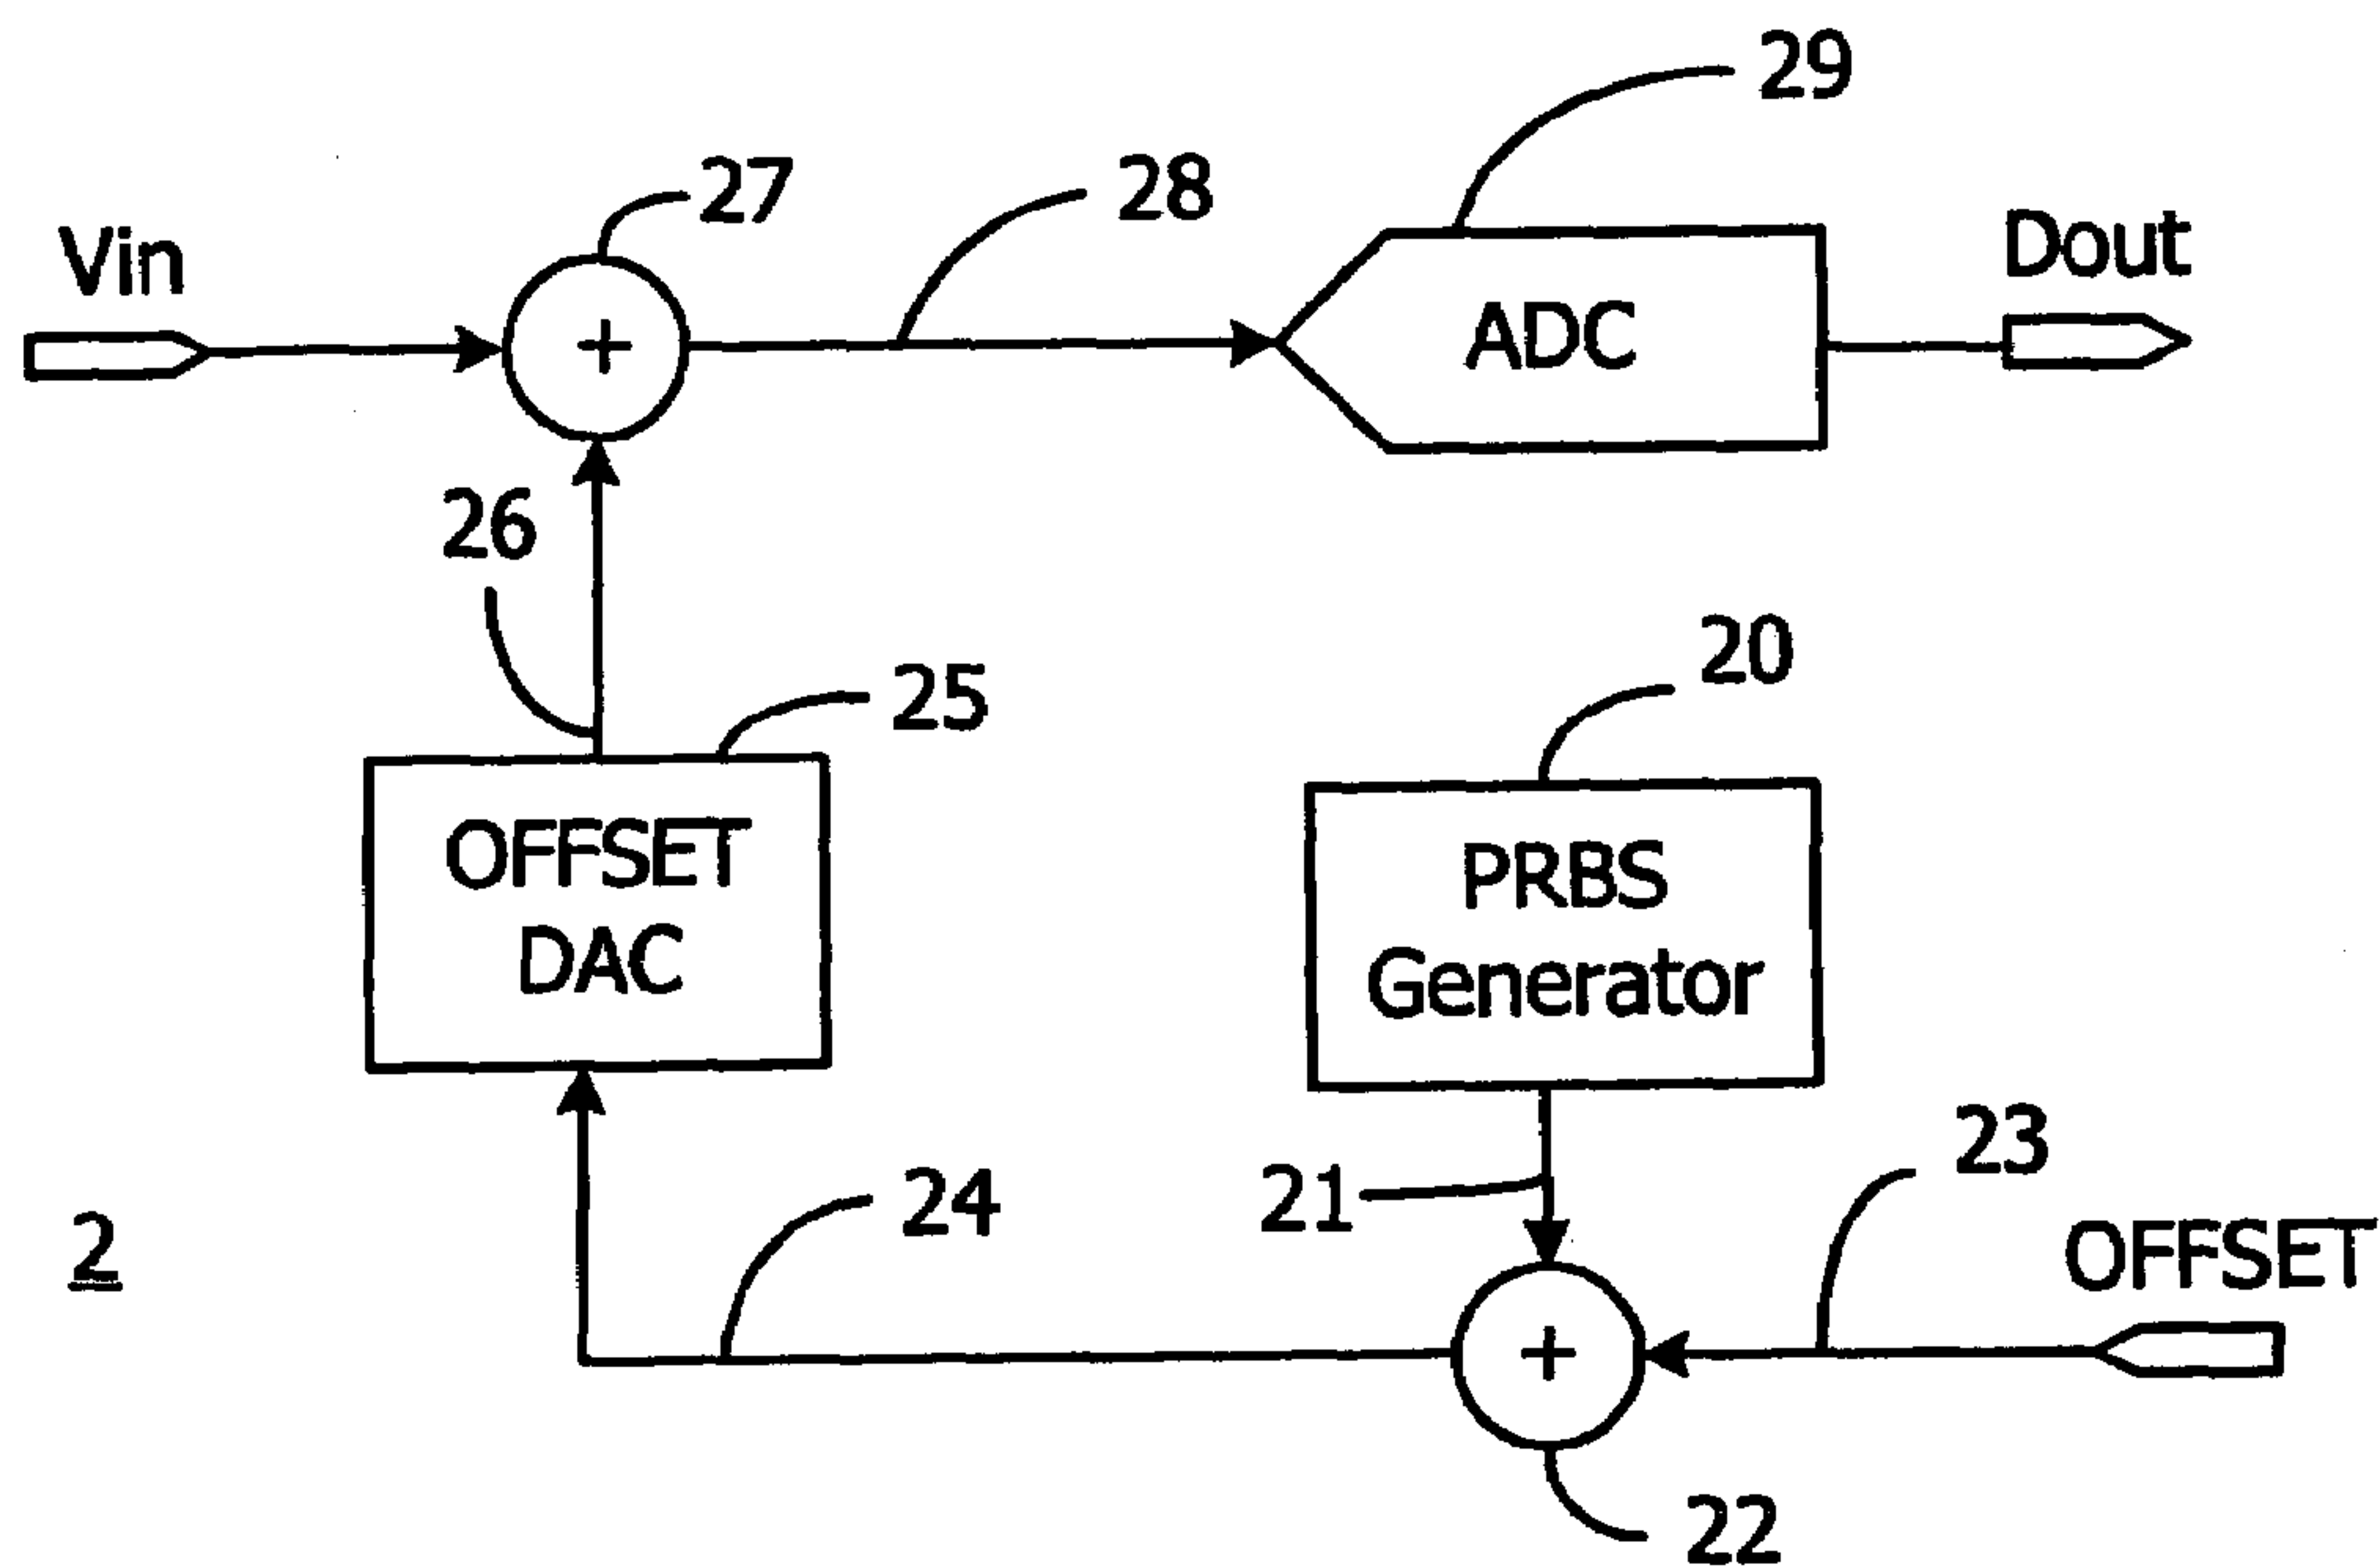 29
27
28
Vin
Dout
+
ADC
26
20
25
OFFSET
DAC
PRBS
Generator
23
21
24
2
OFFSET
+
22